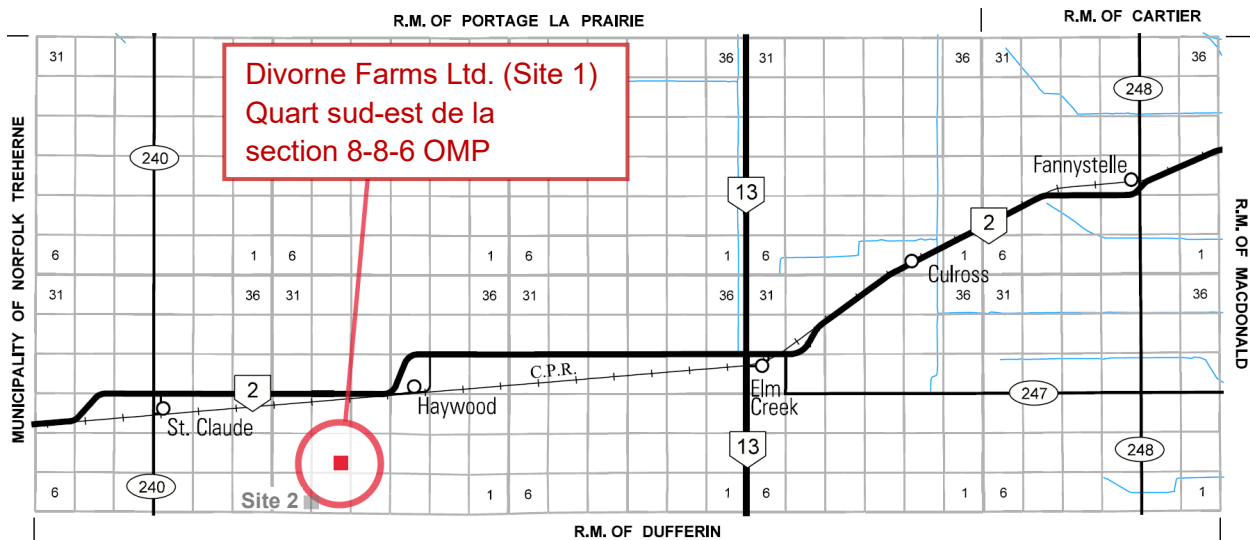 R.M. OF PORTAGE LA PRAIRIE
R.M. OF CARTIER
31
36
31
36
31
36
Divorne Farms Ltd. (Site 1)
Quart sud-est de la
section 8-8-6 OMP
248
240
Fannystelle
13
2
MUNICIPALITY OF NORFOLK TREHERNE
R.M. OF MACDONALD
6
1
6
1
6
1
6
1
6
1
Culross
31
36
31
36
31
36
31
36
31
36
C.P.R.
2
Haywood
Elm
Creek
247
St. Claude
13
248
240
6
Site 2
1
6
1
6
1
6
1
R.M. OF DUFFERIN